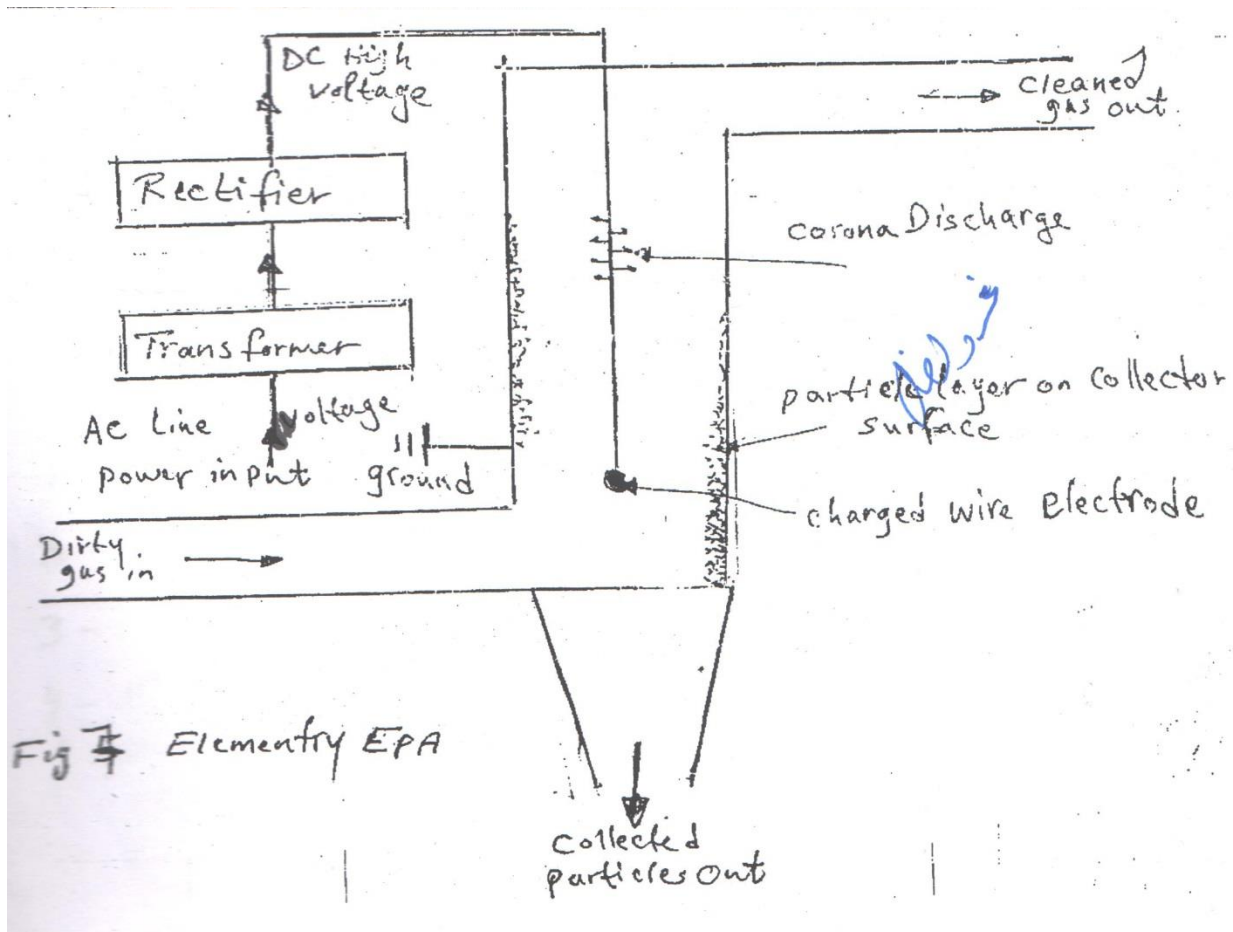 DC High
voltage
cleaned
gas out
Rectifier
corona Discharge
Transformer
particle layer on collector
surface
Ac Line
voltage
power input
ground
charged wire Electrode
Dirty
gas in
Fig
Elementry EPA
collected
particles Out